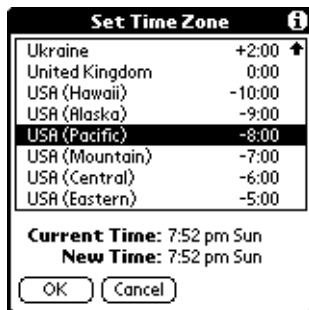 Set Time Zone i
Ukraine +2:00
United Kingdom 0:00
USA (Hawaii) -10:00
USA (Alaska) -9:00
USA (Pacific) -8:00
USA (Mountain) -7:00
USA (Central) -6:00
USA (Eastern) -5:00
Current Time: 7:52 pm Sun
New Time: 7:52 pm Sun
OK Cancel